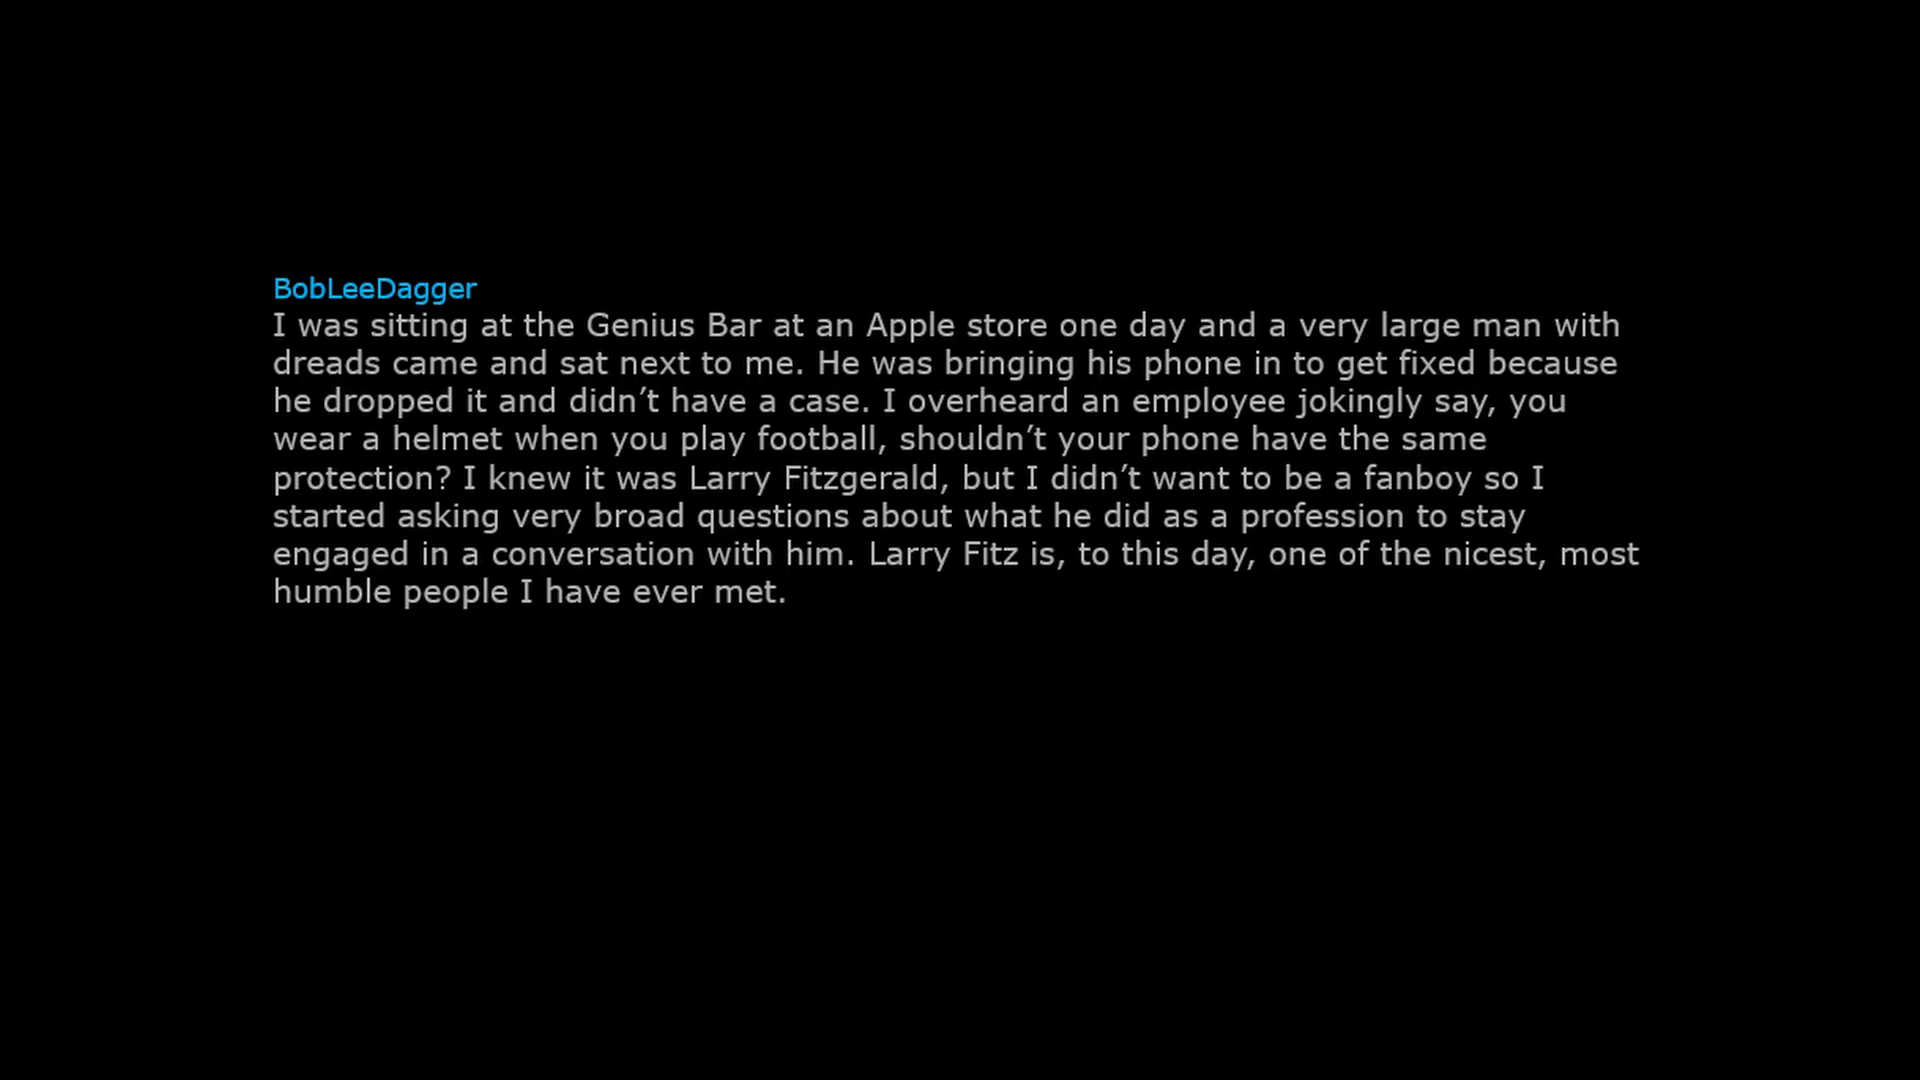 BobLeeDagger
I was sitting at the Genius Bar at an Apple store one day and a very large man with
dreads came and sat next to me. He was bringing his phone in to get fixed because
he dropped it and didn’t have a case. I overheard an employee jokingly say, you
wear a helmet when you play football, shouldn’t your phone have the same
protection? I knew it was Larry Fitzgerald, but I didn’t want to be a fanboy so I
started asking very broad questions about what he did as a profession to stay
engaged in a conversation with him. Larry Fitz is, to this day, one of the nicest, most
humble people I have ever met.